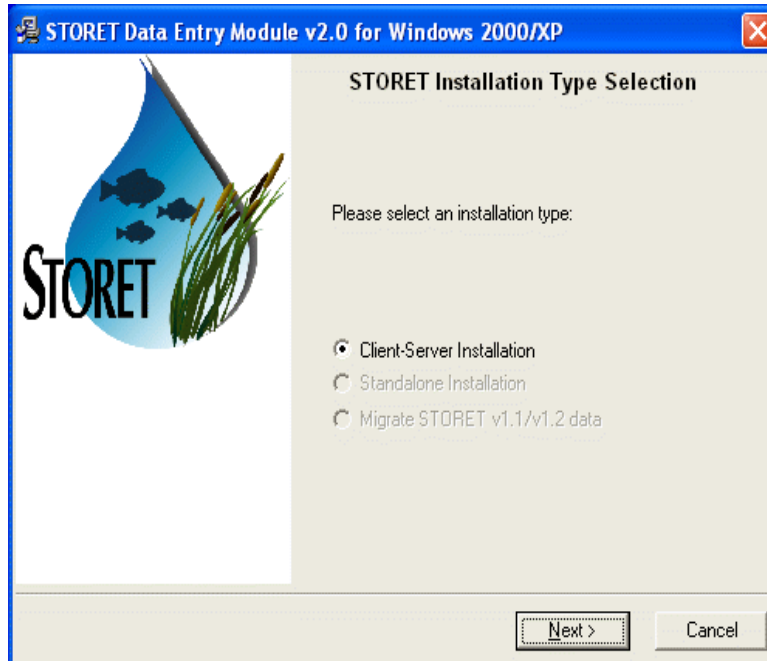 STORET Data Entry Module v2.0 for Windows 2000/XP
STORET Installation Type Selection
Please select an installation type:
STORET
Client-Server Installation
Standalone Installation
Migrate STORET v1.1/v1.2 data
Next >
Cancel